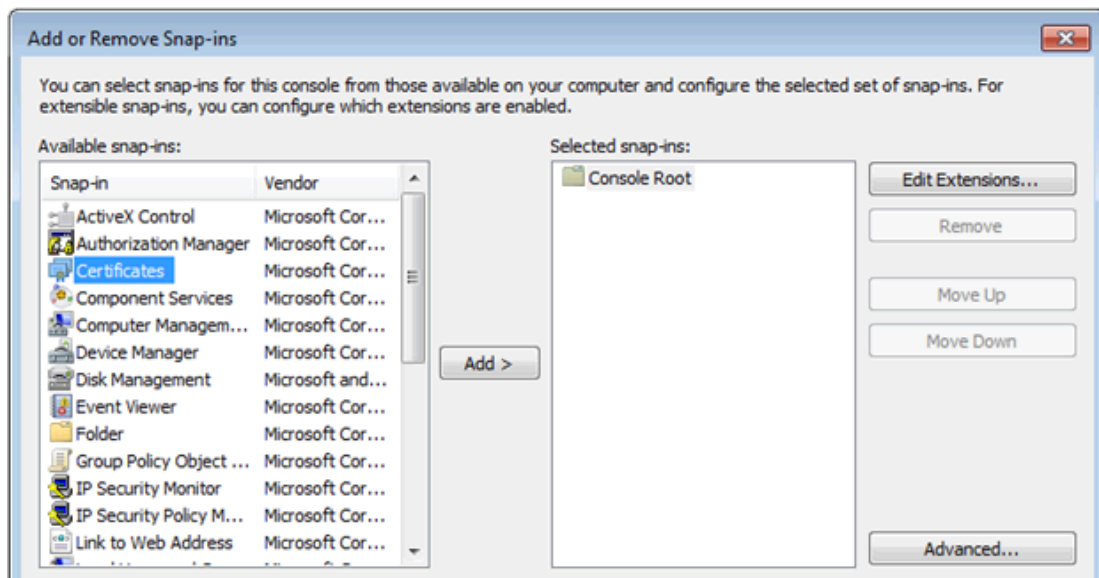 Add or Remove Snap-ins
You can select snap-ins for this console from those available on your computer and configure the selected set of snap-ins. For
extensible snap-ins, you can configure which extensions are enabled.
Available snap-ins:
Selected snap-ins:
Snap-in Vendor
ActiveX Control Microsoft Cor...
Authorization Manager Microsoft Cor...
Certificates Microsoft Cor...
Component Services Microsoft Cor...
Computer Managem... Microsoft Cor...
Device Manager Microsoft Cor...
Disk Management Microsoft and...
Event Viewer Microsoft Cor...
Folder Microsoft Cor...
Group Policy Object ... Microsoft Cor...
IP Security Monitor Microsoft Cor...
IP Security Policy M... Microsoft Cor...
Link to Web Address Microsoft Cor...
Add >
Console Root
Edit Extensions...
Remove
Move Up
Move Down
Advanced...